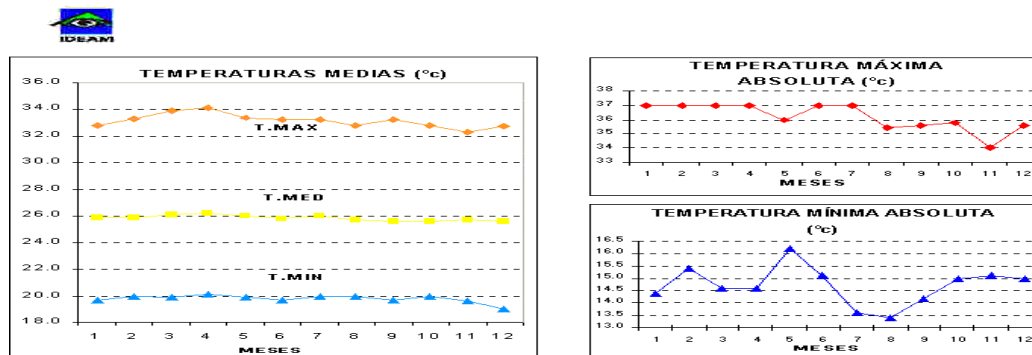 IDEAM
TEMPERATURAS MEDIAS (°c)
36.0
34.0
32.0
30.0
28.0
26.0
24.0
22.0
20.0
18.0
T.MAX
T.MED
T.MIN
1 2 3 4 5 6 7 8 9 10 11 12
MESES
TEMPERATURA MÁXIMA
ABSOLUTA (°c)
38
37
36
35
34
33
1 2 3 4 5 6 7 8 9 10 11 12
MESES
TEMPERATURA MÍNIMA ABSOLUTA
(°c)
16.5
16.0
15.5
15.0
14.5
14.0
13.5
13.0
1 2 3 4 5 6 7 8 9 10 11 12
MESES